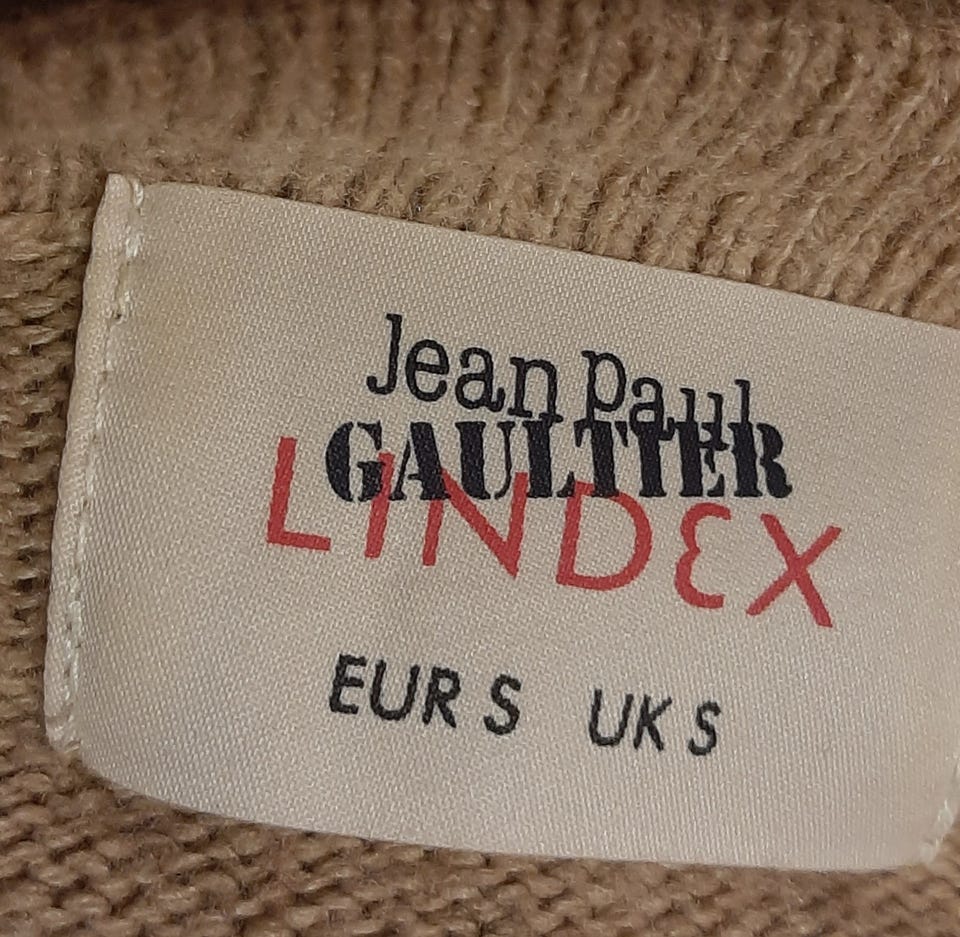 Jean Paul
GAULTIER
LINDEX
EUR S UK S